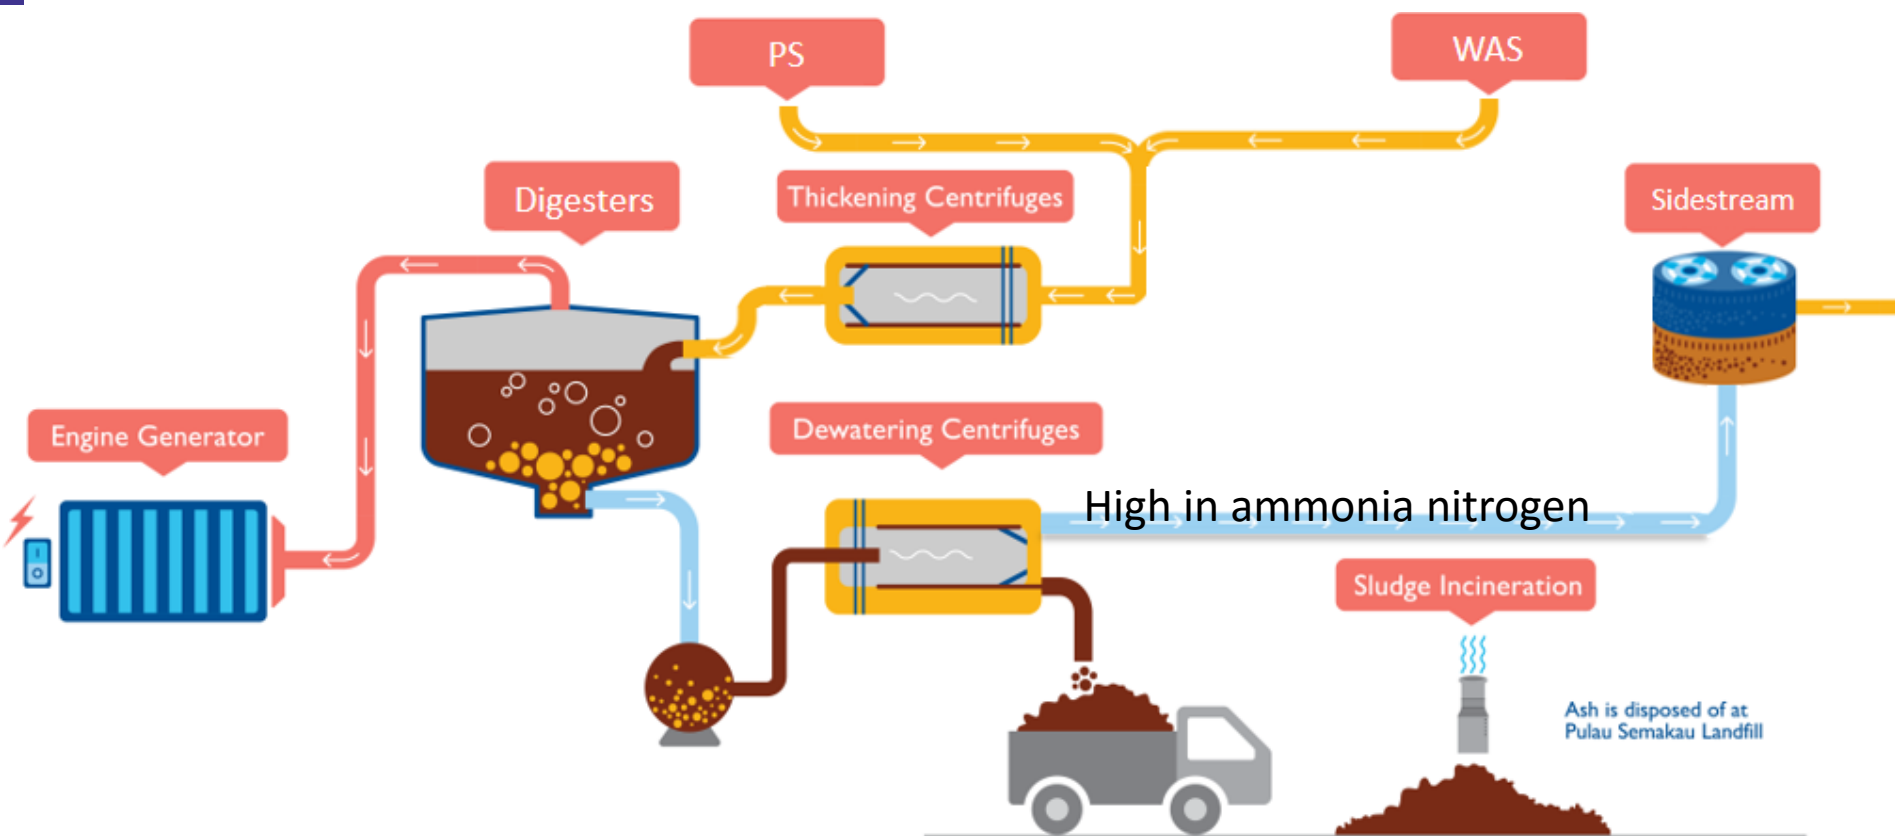 PS
WAS
Digesters
Thickening Centrifuges
Sidestream
Engine Generator
Dewatering Centrifuges
High in ammonia nitrogen
Sludge Incineration
Ash is disposed of at
Pulau Semakau Landfill